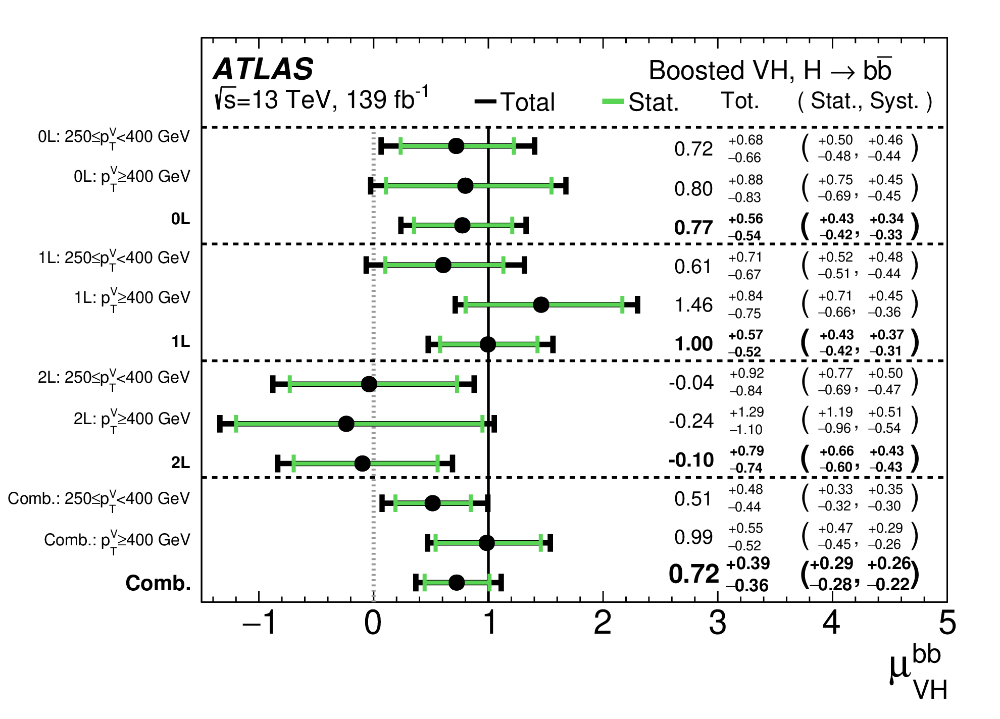 ATLAS Boosted VH, H → bb̅
√s=13 TeV, 139 fb⁻¹ Total Stat. Tot. ( Stat., Syst. )
0L: 250≤p_T^V<400 GeV 0.72 +0.68 −0.66 ( +0.50 −0.48 , +0.46 −0.44 )
0L: p_T^V≥400 GeV 0.80 +0.88 −0.83 ( +0.75 −0.69 , +0.45 −0.45 )
0L 0.77 +0.56 −0.54 ( +0.43 −0.42 , +0.34 −0.33 )
1L: 250≤p_T^V<400 GeV 0.61 +0.71 −0.67 ( +0.52 −0.51 , +0.48 −0.44 )
1L: p_T^V≥400 GeV 1.46 +0.84 −0.75 ( +0.71 −0.66 , +0.45 −0.36 )
1L 1.00 +0.57 −0.52 ( +0.43 −0.42 , +0.37 −0.31 )
2L: 250≤p_T^V<400 GeV -0.04 +0.92 −0.84 ( +0.77 −0.69 , +0.50 −0.47 )
2L: p_T^V≥400 GeV -0.24 +1.29 −1.10 ( +1.19 −0.96 , +0.51 −0.54 )
2L -0.10 +0.79 −0.74 ( +0.66 −0.60 , +0.43 −0.43 )
Comb.: 250≤p_T^V<400 GeV 0.51 +0.48 −0.44 ( +0.33 −0.32 , +0.35 −0.30 )
Comb.: p_T^V≥400 GeV 0.99 +0.55 −0.52 ( +0.47 −0.45 , +0.29 −0.26 )
Comb. 0.72 +0.39 −0.36 ( +0.29 −0.28 , +0.26 −0.22 )
−1 0 1 2 3 4 5
μ_VH^bb